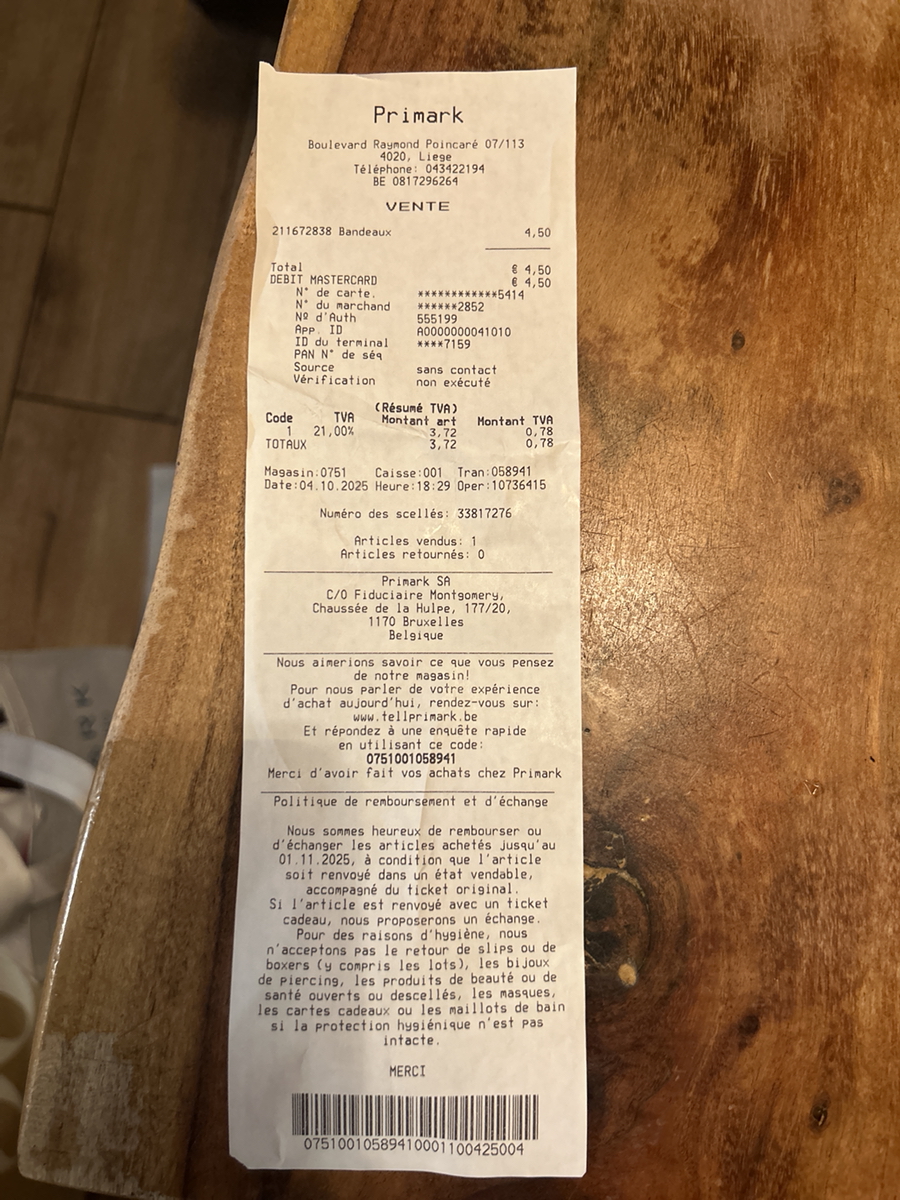 Primark
Boulevard Raymond Poincaré 07/113
4020, Liege
Téléphone: 043422194
BE 0817296264
VENTE
211672838 Bandeaux 4,50
Total € 4,50
DEBIT MASTERCARD € 4,50
N° de carte. ************5414
N° du marchand ******2852
Nº d'Auth 555199
App. ID A0000000041010
ID du terminal ****7159
PAN N° de séq
Source sans contact
Vérification non exécuté
(Résumé TVA)
Code TVA Montant art Montant TVA
1 21,00% 3,72 0,78
TOTAUX 3,72 0,78
Magasin:0751 Caisse:001 Tran:058941
Date:04.10.2025 Heure:18:29 Oper:10736415
Numéro des scellés: 33817276
Articles vendus: 1
Articles retournés: 0
Primark SA
C/O Fiduciaire Montgomery,
Chaussée de la Hulpe, 177/20,
1170 Bruxelles
Belgique
Nous aimerions savoir ce que vous pensez
de notre magasin!
Pour nous parler de votre expérience
d'achat aujourd'hui, rendez-vous sur:
www.tellprimark.be
Et répondez à une enquête rapide
en utilisant ce code:
0751001058941
Merci d'avoir fait vos achats chez Primark
Politique de remboursement et d'échange
Nous sommes heureux de rembourser ou
d'échanger les articles achetés jusqu'au
01.11.2025, à condition que l'article
soit renvoyé dans un état vendable,
accompagné du ticket original.
Si l'article est renvoyé avec un ticket
cadeau, nous proposerons un échange.
Pour des raisons d'hygiène, nous
n'acceptons pas le retour de slips ou de
boxers (y compris les lots), les bijoux
de piercing, les produits de beauté ou de
santé ouverts ou descellés, les masques,
les cartes cadeaux ou les maillots de bain
si la protection hygiénique n'est pas
intacte.
MERCI
07510010589410001100425004